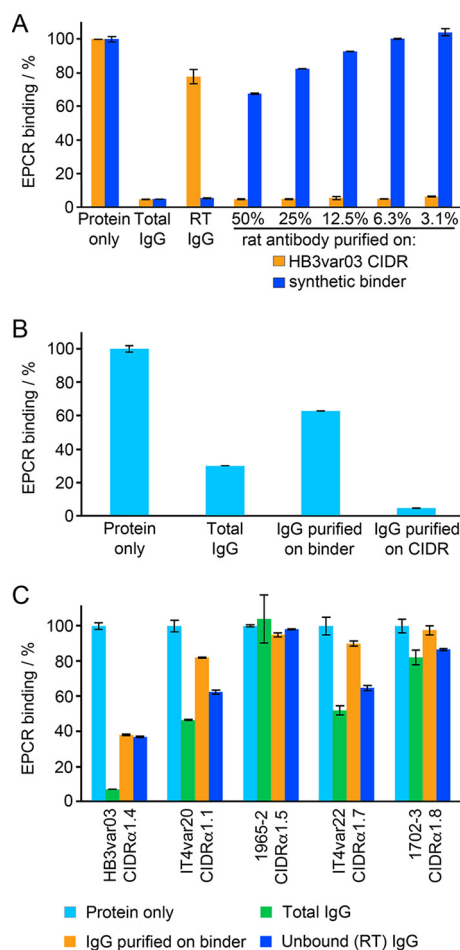 A
EPCR binding / %
100
80
60
40
20
0
Protein only
Total IgG
RT IgG
50% 25% 12.5% 6.3% 3.1%
rat antibody purified on:
HB3var03 CIDR
synthetic binder
B
EPCR binding / %
100
80
60
40
20
0
Protein only
Total IgG
IgG purified on binder
IgG purified on CIDR
C
EPCR binding / %
100
80
60
40
20
0
HB3var03 CIDRα1.4
IT4var20 CIDRα1.1
1965-2 CIDRα1.5
IT4var22 CIDRα1.7
1702-3 CIDRα1.8
Protein only
Total IgG
IgG purified on binder
Unbound (RT) IgG